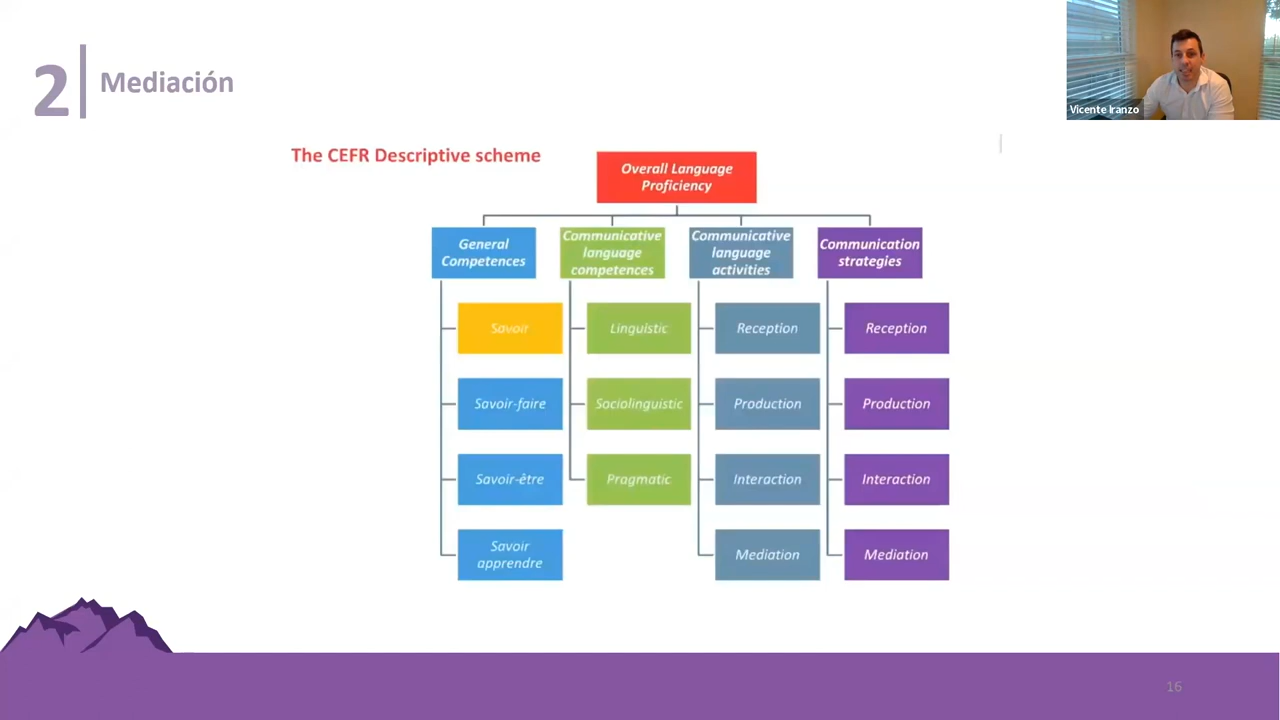 2
Mediación
Vicente Iranzo
The CEFR Descriptive scheme
Overall Language
Proficiency
General
Competences
Communicative
language
competences
Communicative
language
activities
Communication
strategies
Savoir
Linguistic
Reception
Reception
Savoir-faire
Sociolinguistic
Production
Production
Savoir-être
Pragmatic
Interaction
Interaction
Savoir
apprendre
Mediation
Mediation
16